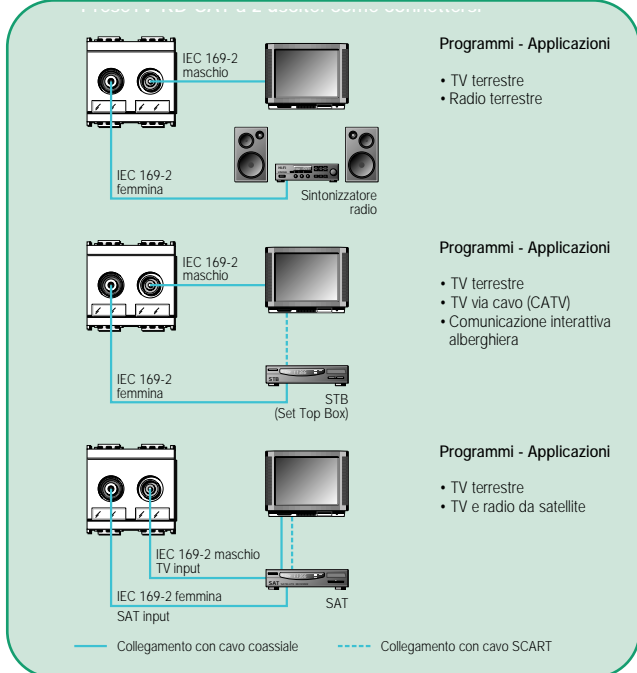 IEC 169-2
maschio
IEC 169-2
femmina
Sintonizzatore
radio
Programmi - Applicazioni
• TV terrestre
• Radio terrestre
IEC 169-2
maschio
IEC 169-2
femmina
STB
STB
(Set Top Box)
Programmi - Applicazioni
• TV terrestre
• TV via cavo (CATV)
• Comunicazione interattiva
alberghiera
IEC 169-2 maschio
TV input
IEC 169-2 femmina
SAT input
SAT
SAT
Programmi - Applicazioni
• TV terrestre
• TV e radio da satellite
Collegamento con cavo coassiale
Collegamento con cavo SCART